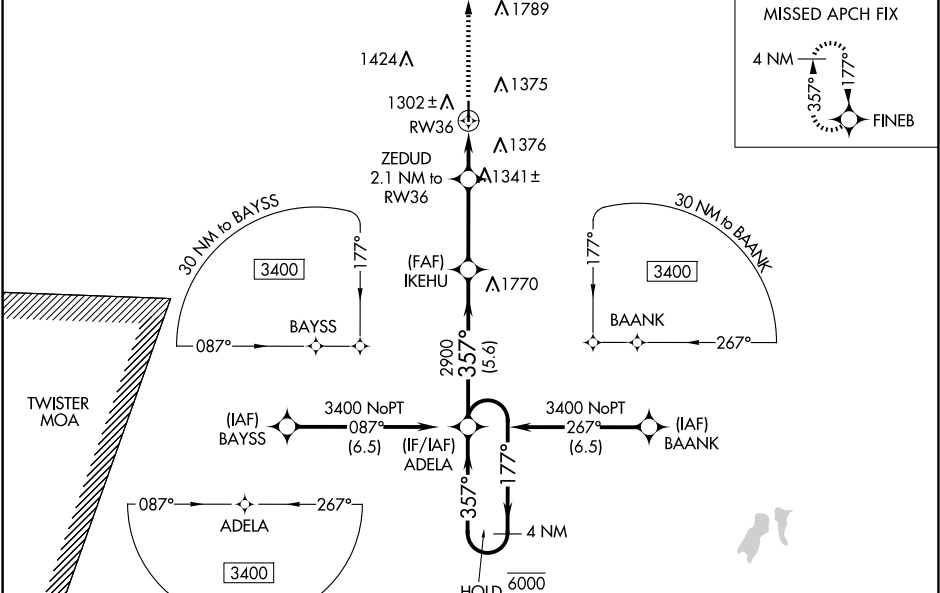 1789
MISSED APCH FIX
4 NM
357°
177°
FINEB
1424
1375
1302 ±
RW36
1376
ZEDUD
2.1 NM to
RW36
1341 ±
30 NM to BAYSS
3400
177°
087°
BAYSS
(FAF)
IKEHU
1770
30 NM to BAANK
177°
3400
BAANK
267°
2900
357°
(5.6)
TWISTER
MOA
(IAF)
BAYSS
3400 NoPT
087°
(6.5)
(IF/IAF)
ADELA
3400 NoPT
267°
(6.5)
(IAF)
BAANK
357°
177°
4 NM
087°
267°
ADELA
3400
HOLD 6000